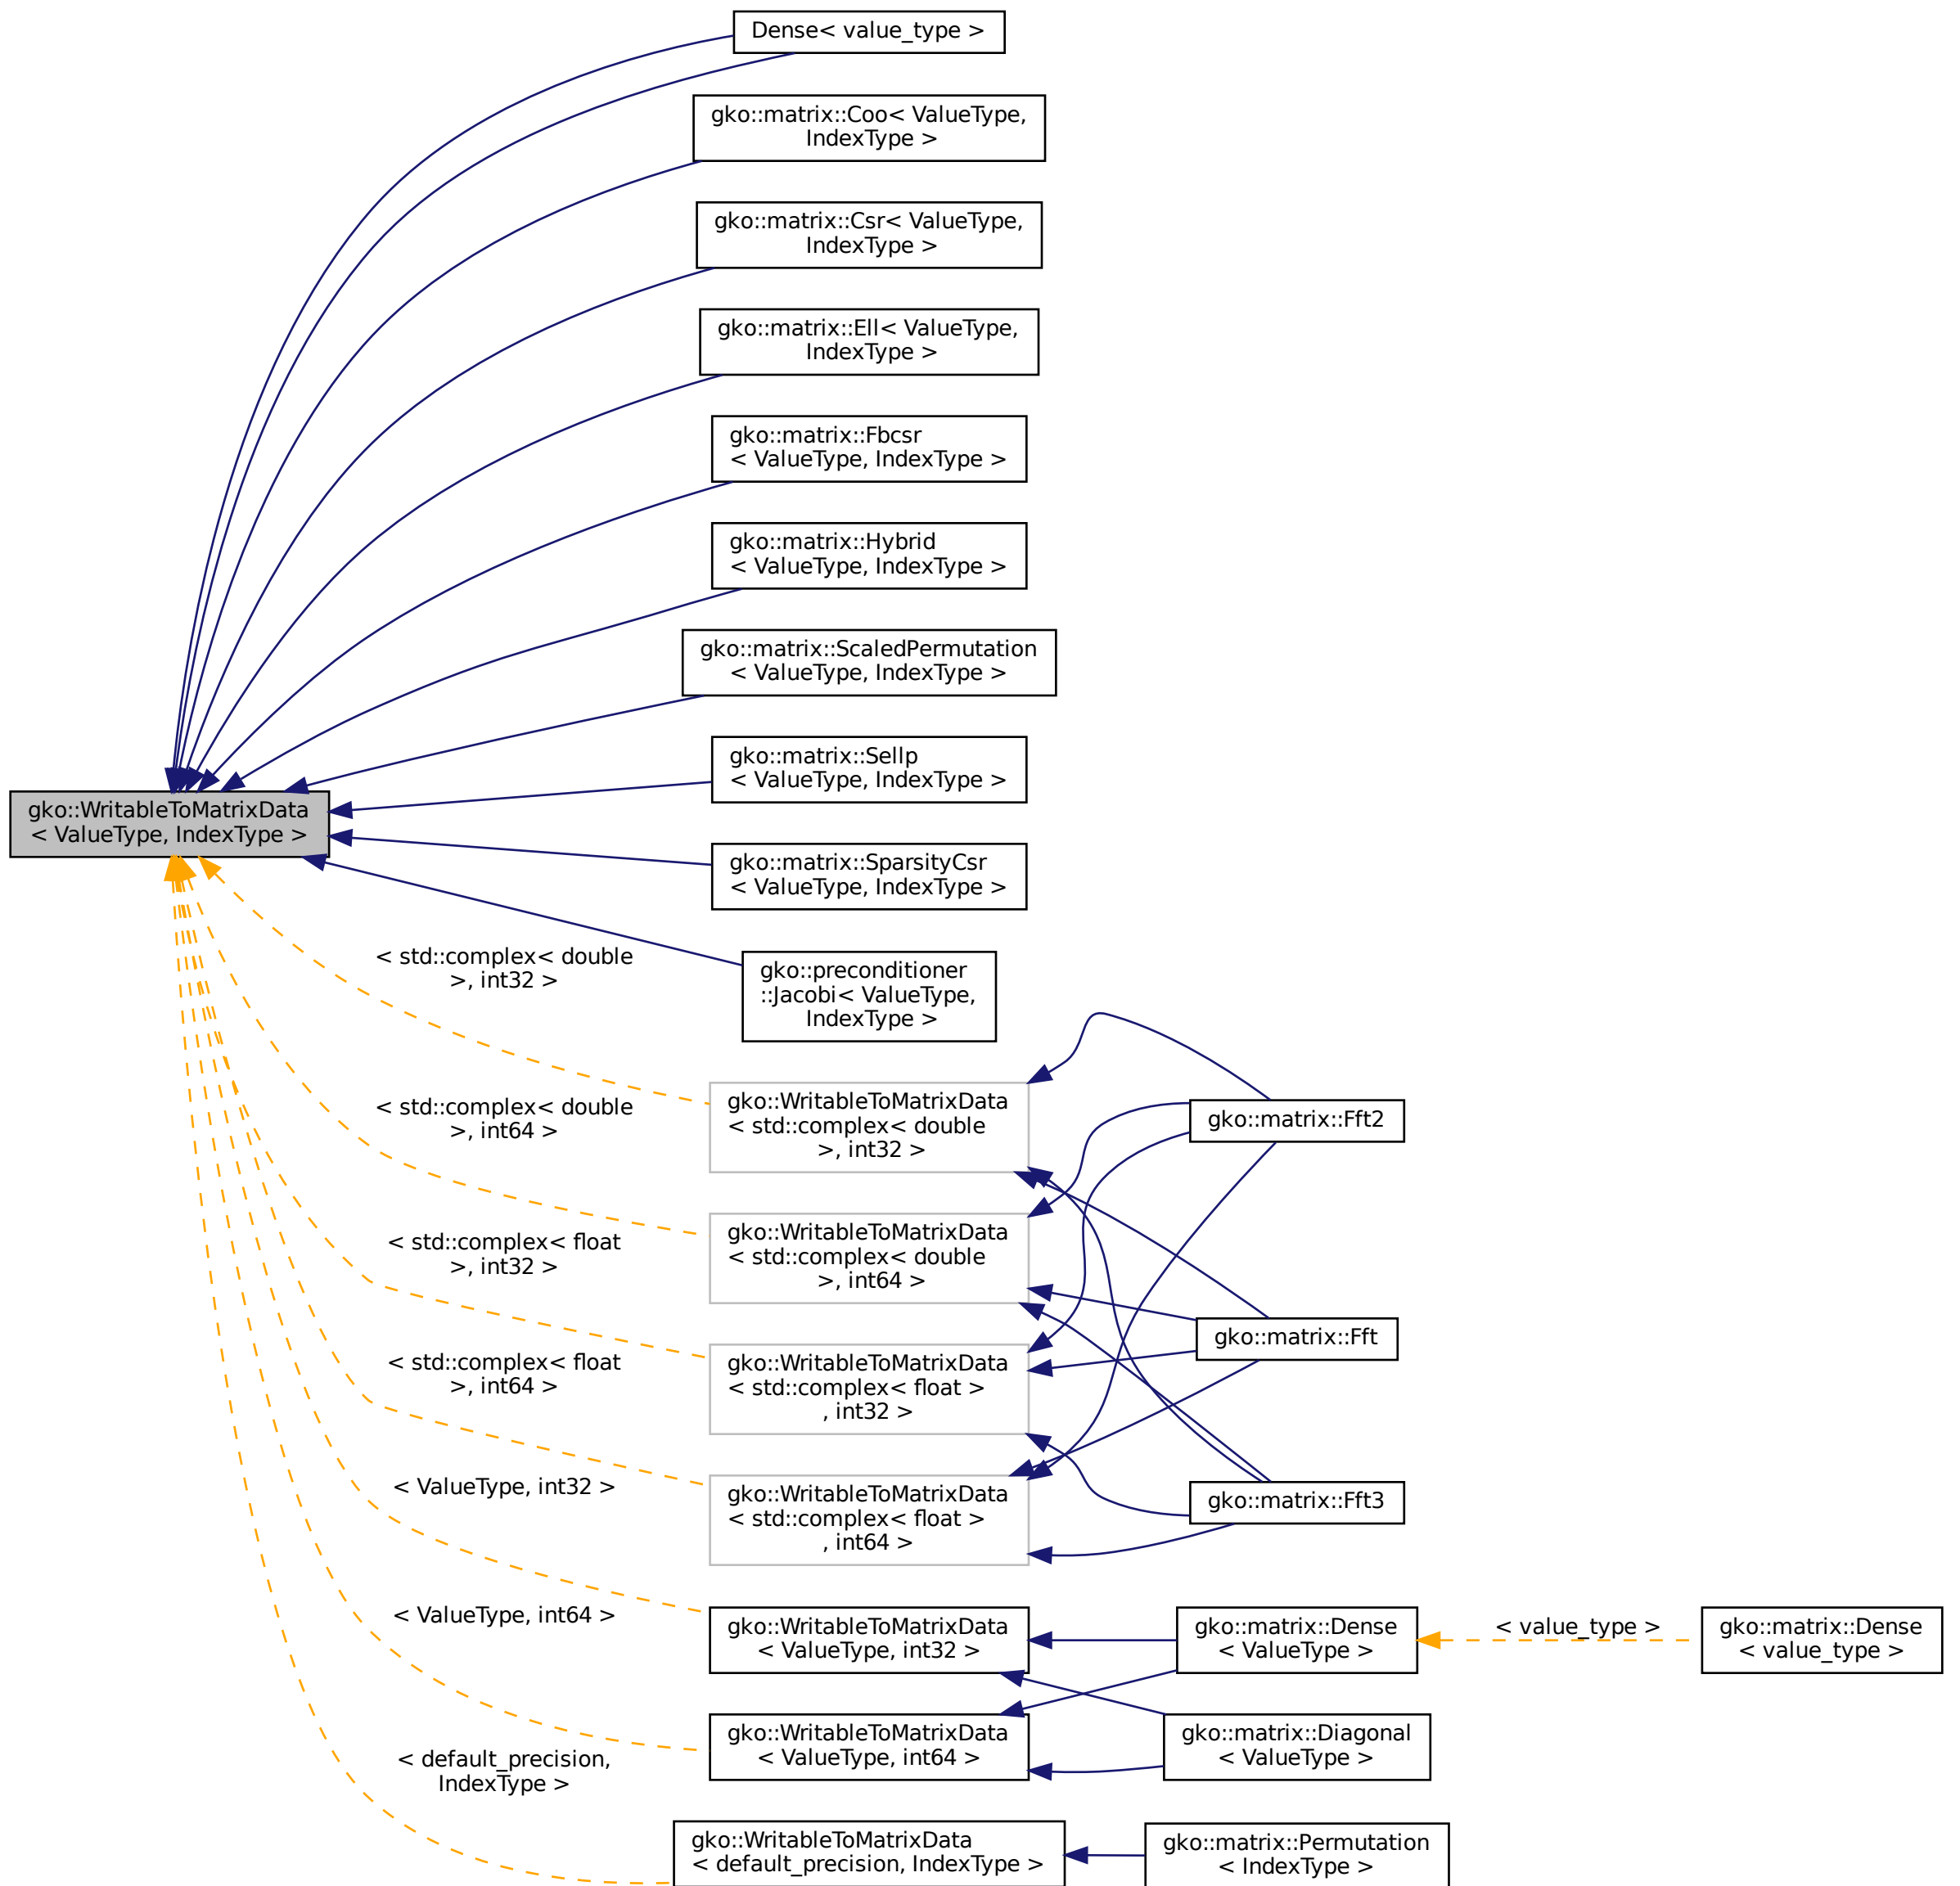 Dense< value_type >
gko::matrix::Coo< ValueType,
IndexType >
gko::matrix::Csr< ValueType,
IndexType >
gko::matrix::Ell< ValueType,
IndexType >
gko::matrix::Fbcsr
< ValueType, IndexType >
gko::matrix::Hybrid
< ValueType, IndexType >
gko::matrix::ScaledPermutation
< ValueType, IndexType >
gko::matrix::Sellp
< ValueType, IndexType >
gko::WritableToMatrixData
< ValueType, IndexType >
gko::matrix::SparsityCsr
< ValueType, IndexType >
gko::preconditioner
::Jacobi< ValueType,
IndexType >
< std::complex< double
>, int32 >
gko::WritableToMatrixData
< std::complex< double
>, int32 >
< std::complex< double
>, int64 >
gko::matrix::Fft2
gko::WritableToMatrixData
< std::complex< double
>, int64 >
< std::complex< float
>, int32 >
gko::matrix::Fft
gko::WritableToMatrixData
< std::complex< float >
, int32 >
< std::complex< float
>, int64 >
gko::WritableToMatrixData
< std::complex< float >
, int64 >
gko::matrix::Fft3
< ValueType, int32 >
gko::WritableToMatrixData
< ValueType, int32 >
gko::matrix::Dense
< ValueType >
< value_type >
gko::matrix::Dense
< value_type >
< ValueType, int64 >
gko::WritableToMatrixData
< ValueType, int64 >
gko::matrix::Diagonal
< ValueType >
< default_precision,
IndexType >
gko::WritableToMatrixData
< default_precision, IndexType >
gko::matrix::Permutation
< IndexType >